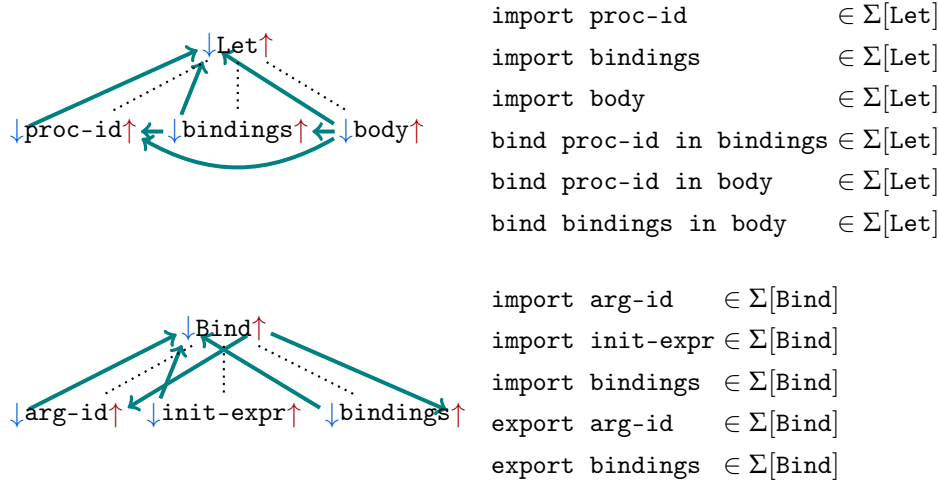 ↓Let↑
↓proc-id↑ ↓bindings↑ ↓body↑
import proc-id ∈ Σ[Let]
import bindings ∈ Σ[Let]
import body ∈ Σ[Let]
bind proc-id in bindings ∈ Σ[Let]
bind proc-id in body ∈ Σ[Let]
bind bindings in body ∈ Σ[Let]
↓Bind↑
↓arg-id↑ ↓init-expr↑ ↓bindings↑
import arg-id ∈ Σ[Bind]
import init-expr ∈ Σ[Bind]
import bindings ∈ Σ[Bind]
export arg-id ∈ Σ[Bind]
export bindings ∈ Σ[Bind]